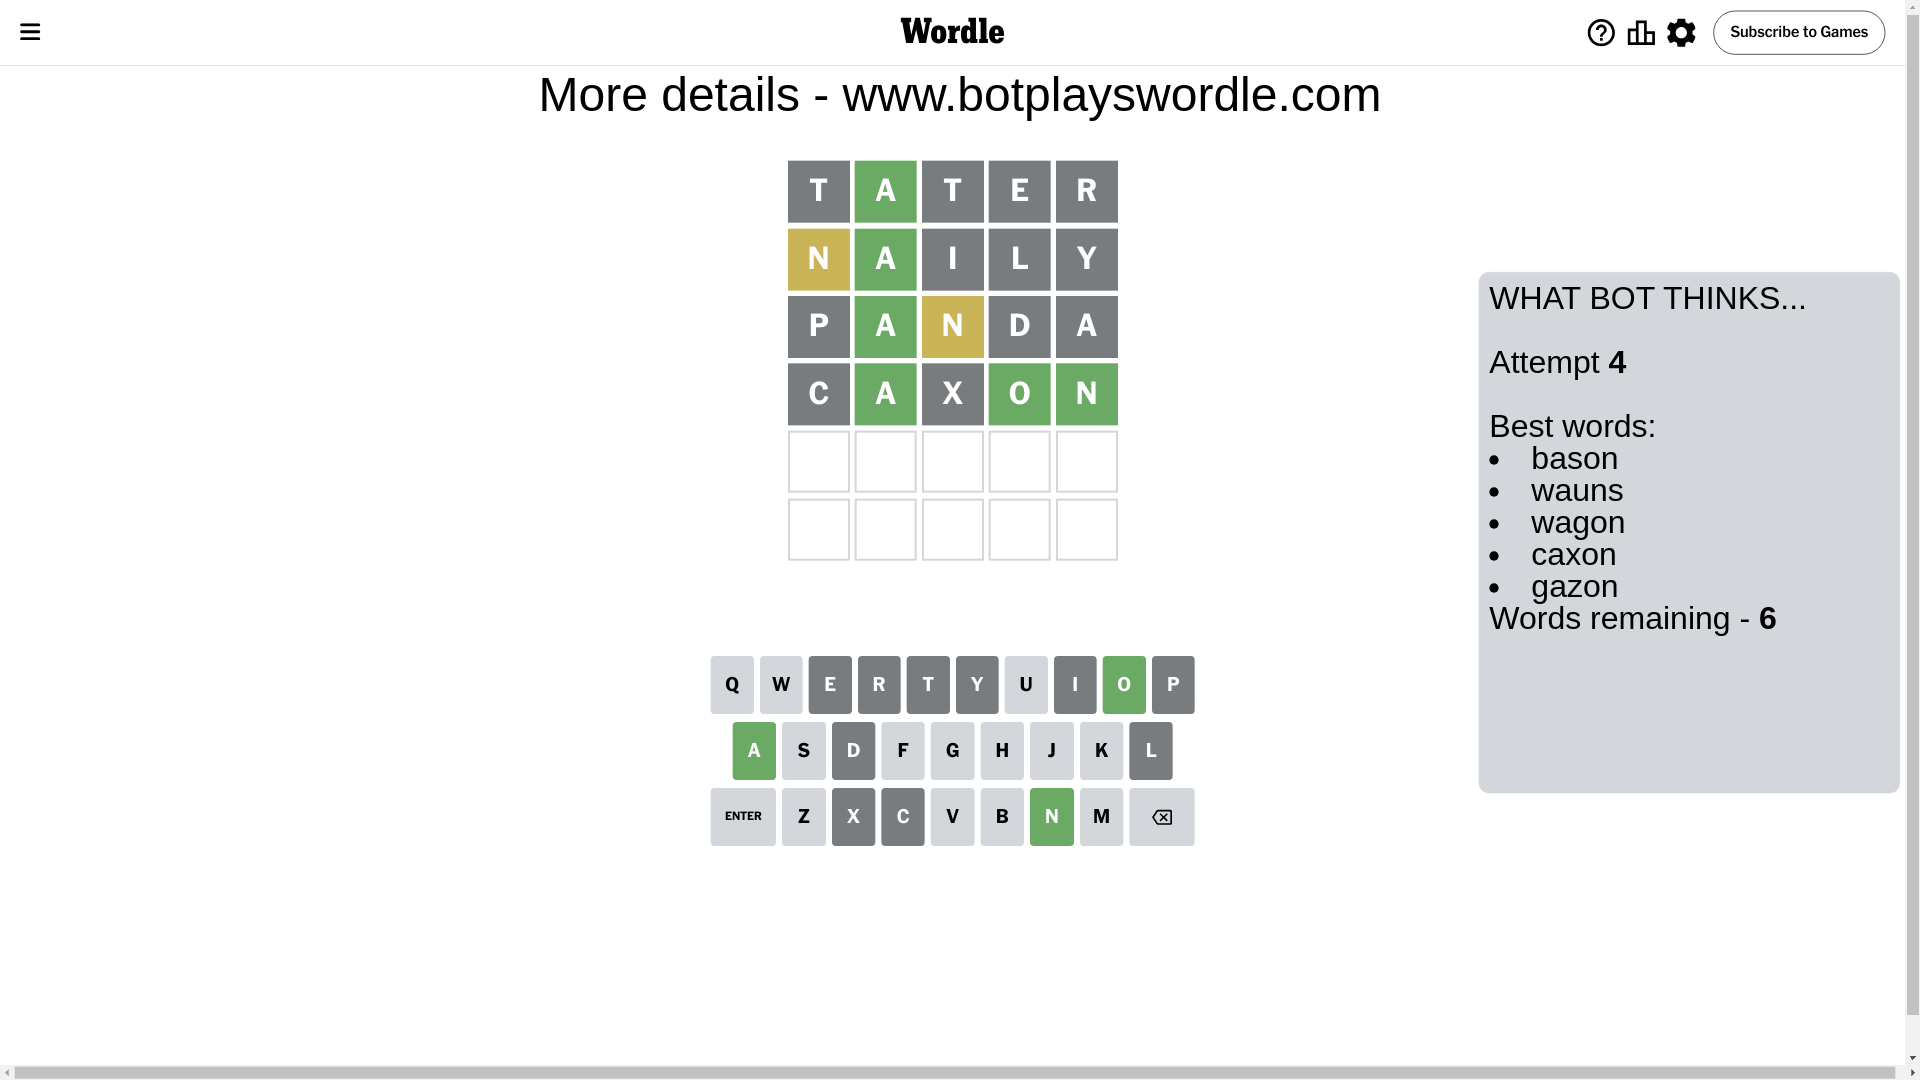 Wordle
Subscribe to Games
More details - www.botplayswordle.com
T A T E R
N A I L Y
P A N D A
C A X O N
WHAT BOT THINKS...
Attempt 4
Best words:
• bason
• wauns
• wagon
• caxon
• gazon
Words remaining - 6
Q W E R T Y U I O P
A S D F G H J K L
ENTER Z X C V B N M